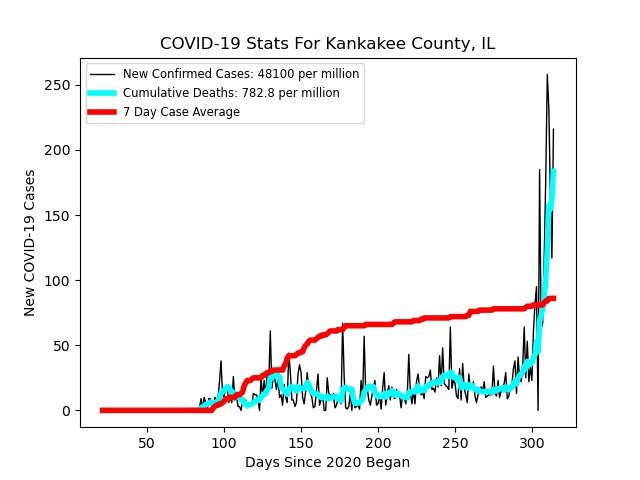 COVID-19 Stats For Kankakee County, IL
New Confirmed Cases: 48100 per million
Cumulative Deaths: 782.8 per million
7 Day Case Average
New COVID-19 Cases
250
200
150
100
50
0
50 100 150 200 250 300
Days Since 2020 Began